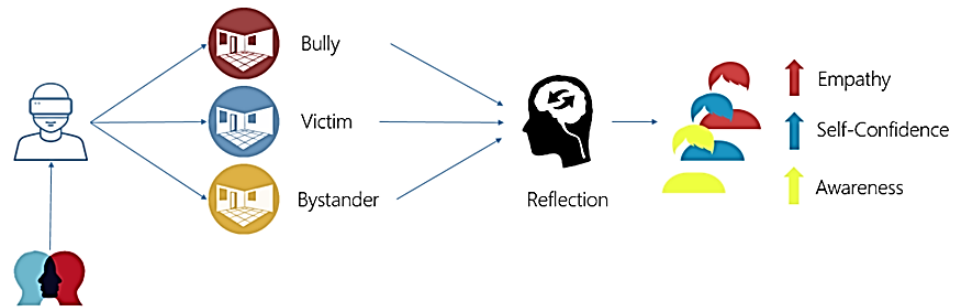 Bully
Victim
Bystander
Reflection
Empathy
Self-Confidence
Awareness